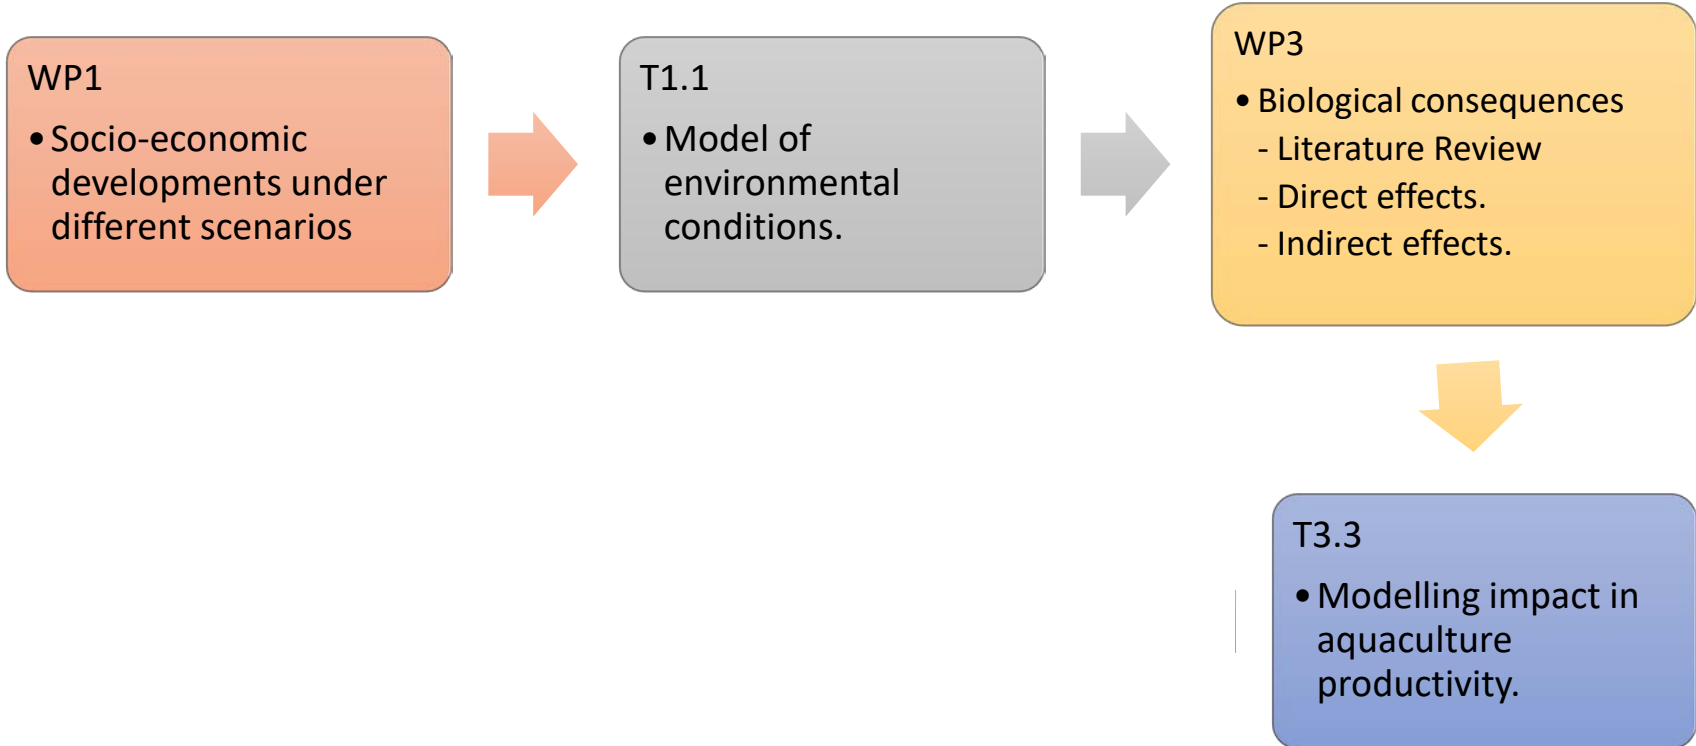 WP1
• Socio-economic
developments under
different scenarios
T1.1
• Model of
environmental
conditions.
WP3
• Biological consequences
- Literature Review
- Direct effects.
- Indirect effects.
T3.3
• Modelling impact in
aquaculture
productivity.